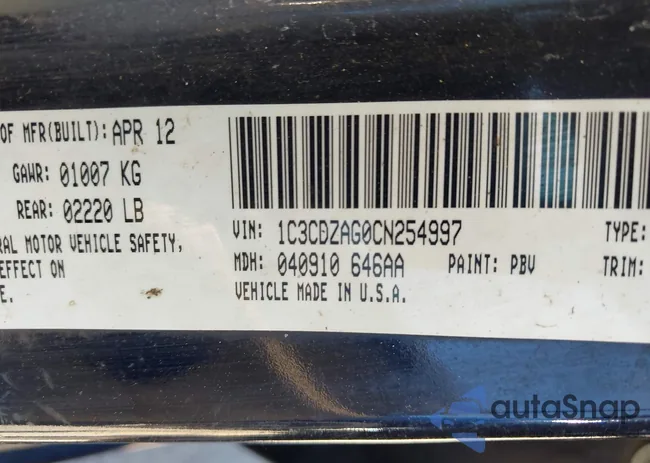 OF MFR(BUILT): APR 12
GAWR: 01007 KG
REAR: 02220 LB
RAL MOTOR VEHICLE SAFETY,
EFFECT ON
E.
VIN: 1C3CDZAG0CN254997 TYPE:
MDH: 040910 646AA PAINT: PBV TRIM:
VEHICLE MADE IN U.S.A.
autoSnap